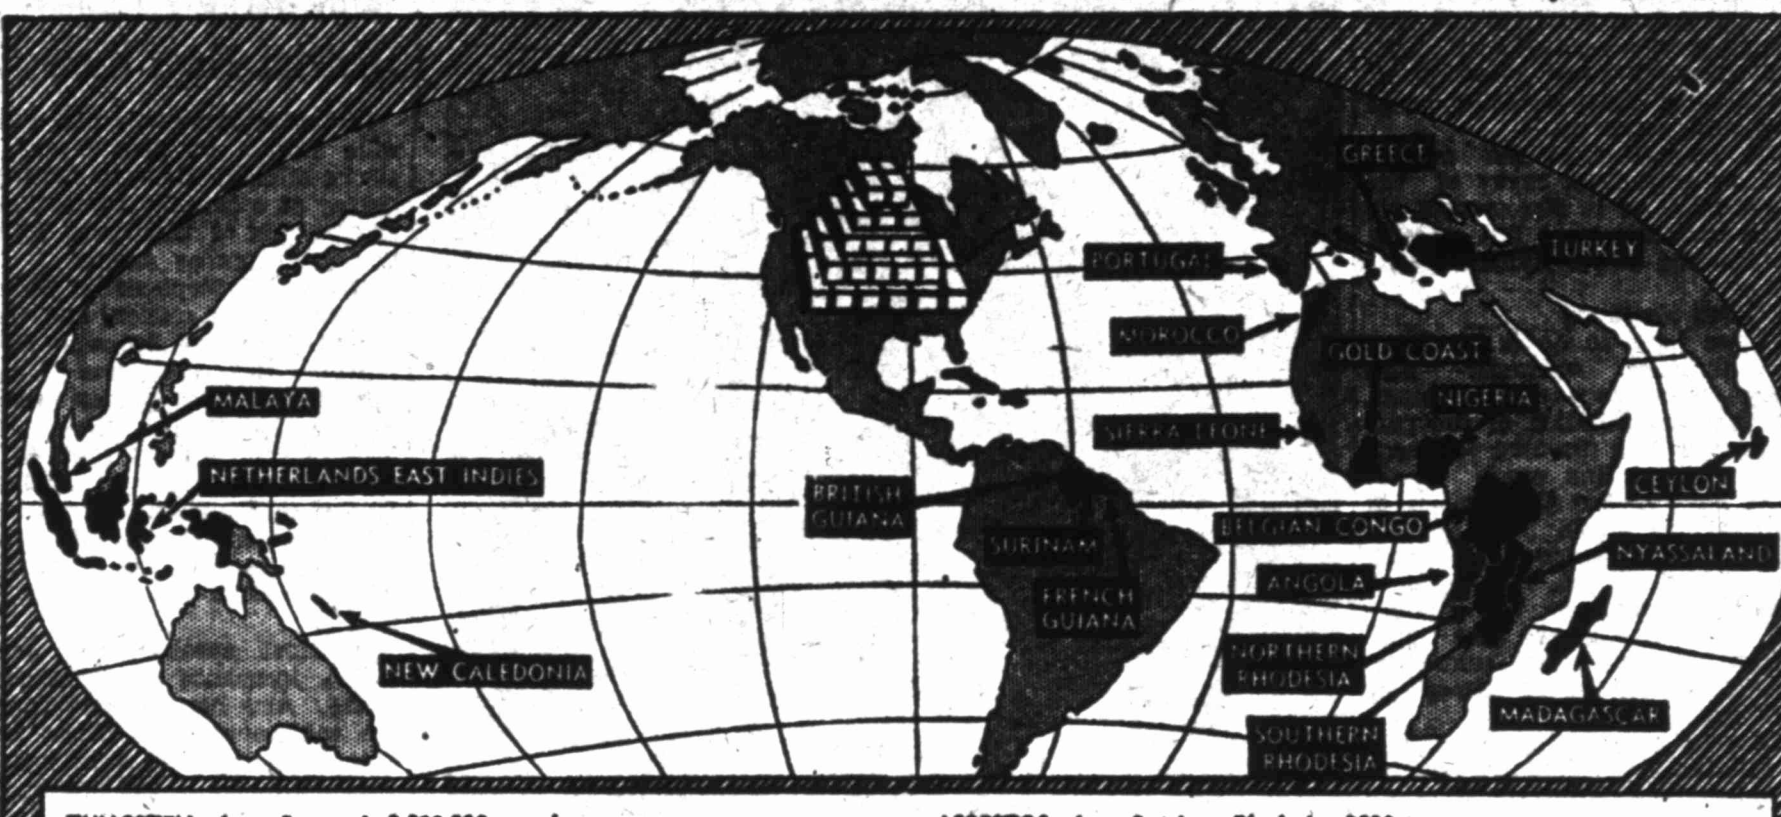 GREECE
PORTUGAL
TURKEY
MOROCCO
GOLD COAST
MALAYA
NIGERIA
SIERRA LEONE
NETHERLANDS EAST INDIES
BRITISH
GUIANA
CEYLON
BELGIAN CONGO
SURINAM
NYASSALAND
ANGOLA
FRENCH
GUIANA
NEW CALEDONIA
NORTHERN
RHODESIA
MADAGASCAR
SOUTHERN
RHODESIA